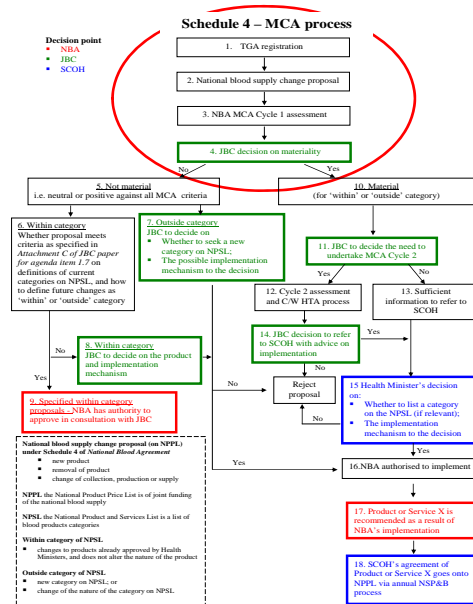 Schedule 4 – MCA process
Decision point
NBA
JBC
SCOH
1. TGA registration
2. National blood supply change proposal
3. NBA MCA Cycle 1 assessment
4. JBC decision on materiality
No
Yes
5. Not material
i.e. neutral or positive against all MCA criteria
10. Material
(for ‘within’ or ‘outside’ category)
6. Within category
Whether proposal meets
criteria as specified in
Attachment C of JBC paper
for agenda item 1.7 on
definitions of current
categories on NPSL, and how
to define future changes as
‘within’ or ‘outside’ category
7. Outside category
JBC to decide on
Whether to seek a new
category on NPSL;
The possible implementation
mechanism to the decision
11. JBC to decide the need to
undertake MCA Cycle 2
Yes
No
12. Cycle 2 assessment
and C/W HTA process
13. Sufficient
information to refer to
SCOH
14. JBC decision to refer
to SCOH with advice on
implementation
Yes
No
8. Within category
JBC to decide on the product
and implementation
mechanism
Yes
No
No
Reject
proposal
No
15 Health Minister’s decision
on:
Whether to list a category
on the NPSL (if relevant);
The implementation
mechanism to the decision
9. Specified within category
proposals - NBA has authority to
approve in consultation with JBC
Yes
Yes
16.NBA authorised to implement
National blood supply change proposal (on NPPL)
under Schedule 4 of National Blood Agreement
new product
removal of product
change of collection, production or supply
NPPL the National Product Price List is of joint funding
of the national blood supply
NPSL the National Product and Services List is a list of
blood products categories
Within category of NPSL
changes to products already approved by Health
Ministers, and does not alter the nature of the product
Outside category of NPSL
new category on NPSL; or
change of the nature of the category on NPSL
17. Product or Service X is
recommended as a result of
NBA’s implementation
18. SCOH’s agreement of
Product or Service X goes onto
NPPL via annual NSP&B
process